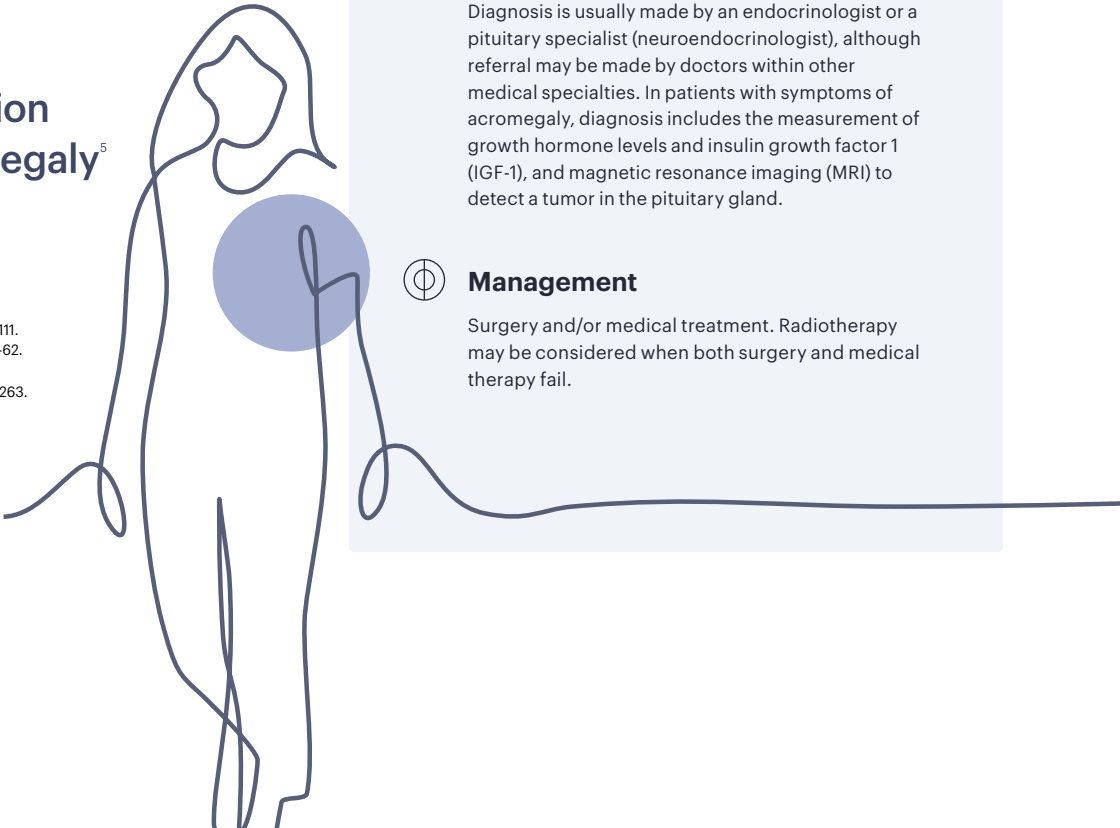 ion
egaly5
111.
-62.
263.
Diagnosis is usually made by an endocrinologist or a
pituitary specialist (neuroendocrinologist), although
referral may be made by doctors within other
medical specialties. In patients with symptoms of
acromegaly, diagnosis includes the measurement of
growth hormone levels and insulin growth factor 1
(IGF-1), and magnetic resonance imaging (MRI) to
detect a tumor in the pituitary gland.
Management
Surgery and/or medical treatment. Radiotherapy
may be considered when both surgery and medical
therapy fail.